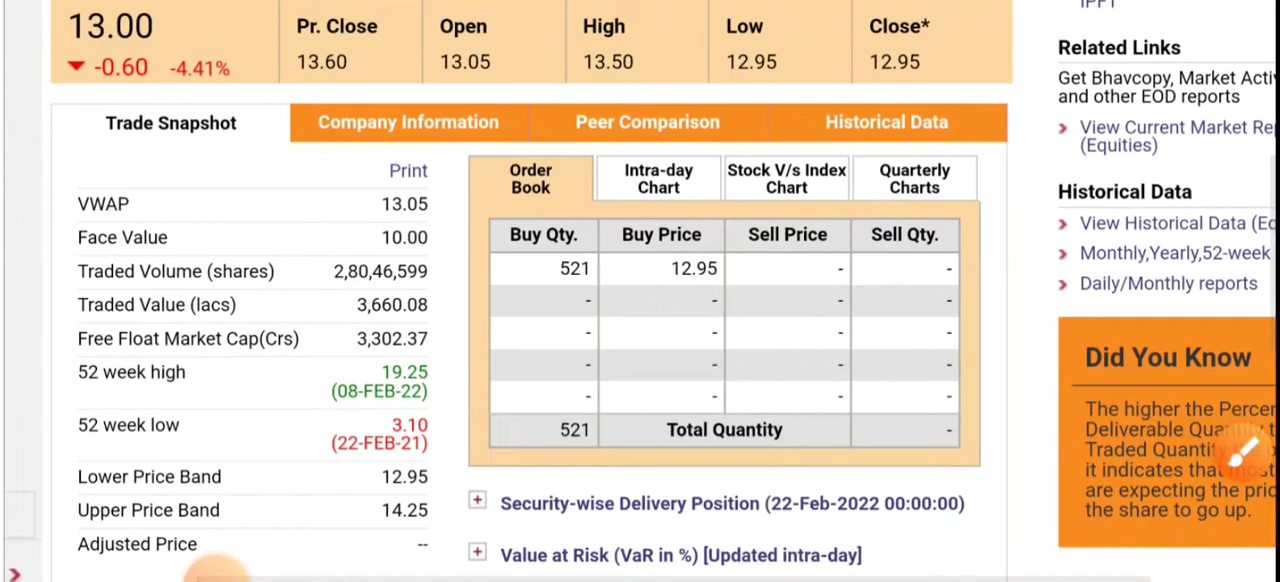 13.00
-0.60 -4.41%
Pr. Close Open High Low Close*
13.60 13.05 13.50 12.95 12.95
Trade Snapshot Company Information Peer Comparison Historical Data
Print
VWAP 13.05
Face Value 10.00
Traded Volume (shares) 2,80,46,599
Traded Value (lacs) 3,660.08
Free Float Market Cap(Crs) 3,302.37
52 week high 19.25
(08-FEB-22)
52 week low 3.10
(22-FEB-21)
Lower Price Band 12.95
Upper Price Band 14.25
Adjusted Price --
Order Book
Intra-day Chart
Stock V/s Index Chart
Quarterly Charts
Buy Qty. Buy Price Sell Price Sell Qty.
521 12.95 - -
- - - -
- - - -
- - - -
- - - -
521 Total Quantity -
+ Security-wise Delivery Position (22-Feb-2022 00:00:00)
+ Value at Risk (VaR in %) [Updated intra-day]
Related Links
Get Bhavcopy, Market Acti
and other EOD reports
View Current Market Re
(Equities)
Historical Data
View Historical Data (Ec
Monthly,Yearly,52-week
Daily/Monthly reports
Did You Know
The higher the Percen
Deliverable Qua
Traded Quantit
it indicates that
are expecting the pric
the share to go up.